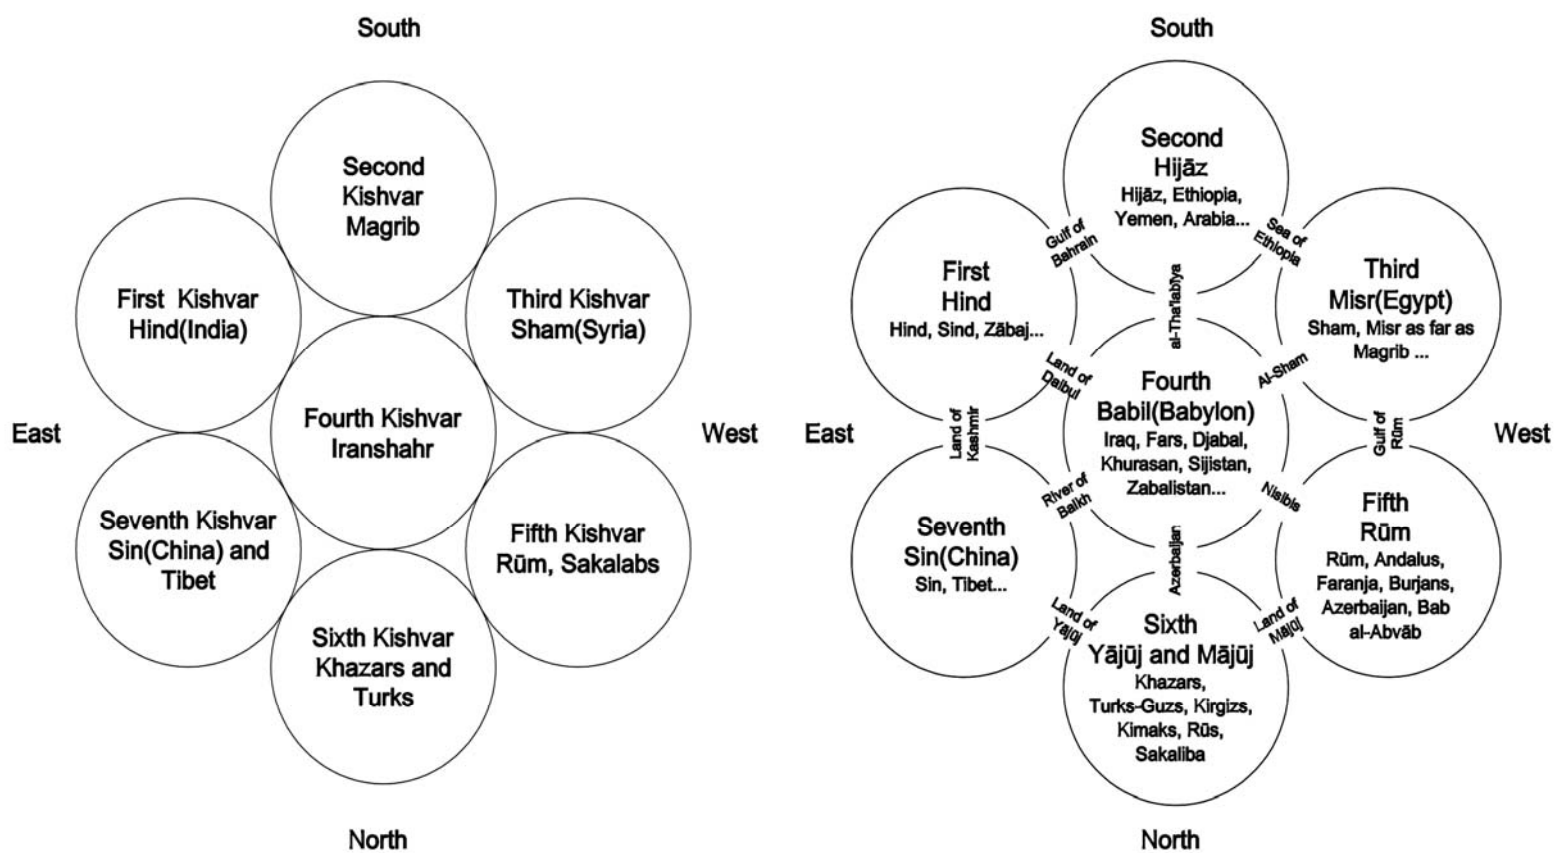 South
Second
Kishvar
Magrib
First Kishvar
Hind(India)
Third Kishvar
Sham(Syria)
East
Fourth Kishvar
Iranshahr
West
Seventh Kishvar
Sin(China) and
Tibet
Fifth Kishvar
Rūm, Sakalabs
Sixth Kishvar
Khazars and
Turks
North
South
Second
Hijāz
Hijāz, Ethiopia,
Yemen, Arabia...
Gulf of
Bahrain
Sea of
Ethiopia
First
Hind
Hind, Sind, Zābaj...
al-Tha'labīya
Third
Misr(Egypt)
Sham, Misr as far as
Magrib ...
Land of
Daibul
Al-Sham
East
Land of
Kashmir
Fourth
Babil(Babylon)
Iraq, Fars, Djabal,
Khurasan, Sijistan,
Zabalistan...
Gulf of
Rūm
West
River of
Balkh
Nisibis
Seventh
Sin(China)
Sin, Tibet...
Azerbaijan
Fifth
Rūm
Rūm, Andalus,
Faranja, Burjans,
Azerbaijan, Bab
al-Abvāb
Land of
Yājūj
Land of
Mājūj
Sixth
Yājūj and Mājūj
Khazars,
Turks-Guzs, Kirgizs,
Kimaks, Rūs,
Sakaliba
North